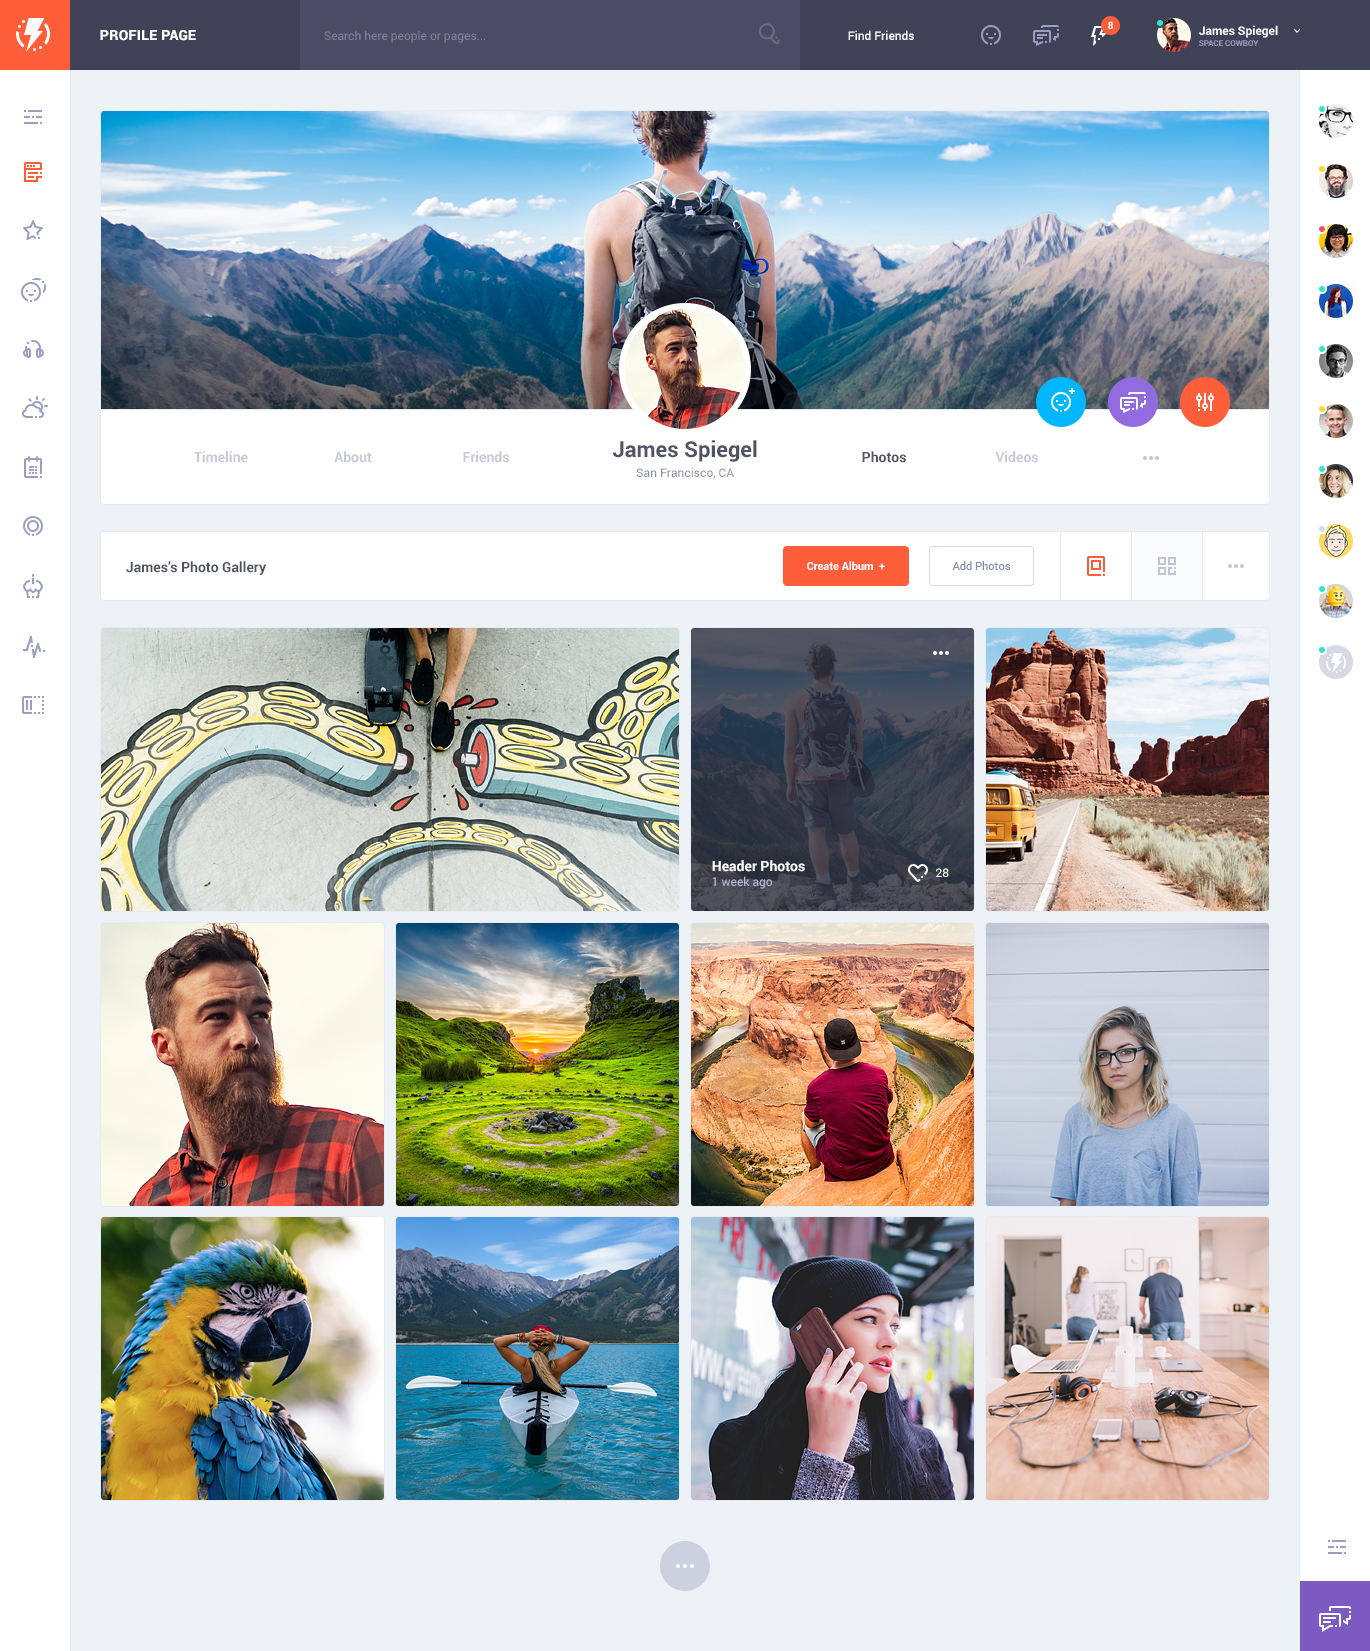 PROFILE PAGE
Search here people or pages...
Find Friends
8
James Spiegel
SPACE COWBOY
Timeline
About
Friends
James Spiegel
San Francisco, CA
Photos
Videos
James's Photo Gallery
Create Album +
Add Photos
Header Photos
1 week ago
28